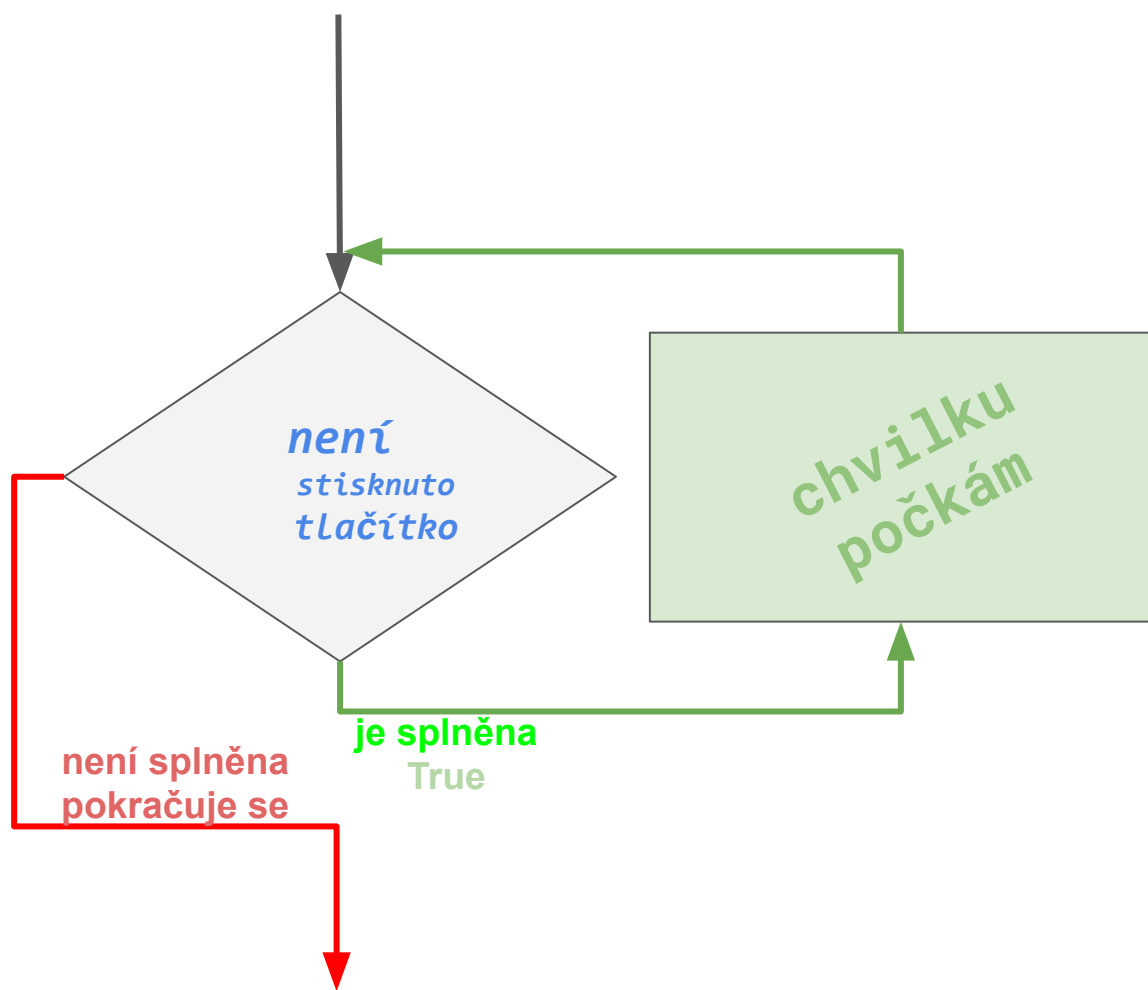 není
stisknuto
tlačítko
chvilku
počkám
je splněna
True
není splněna
pokračuje se